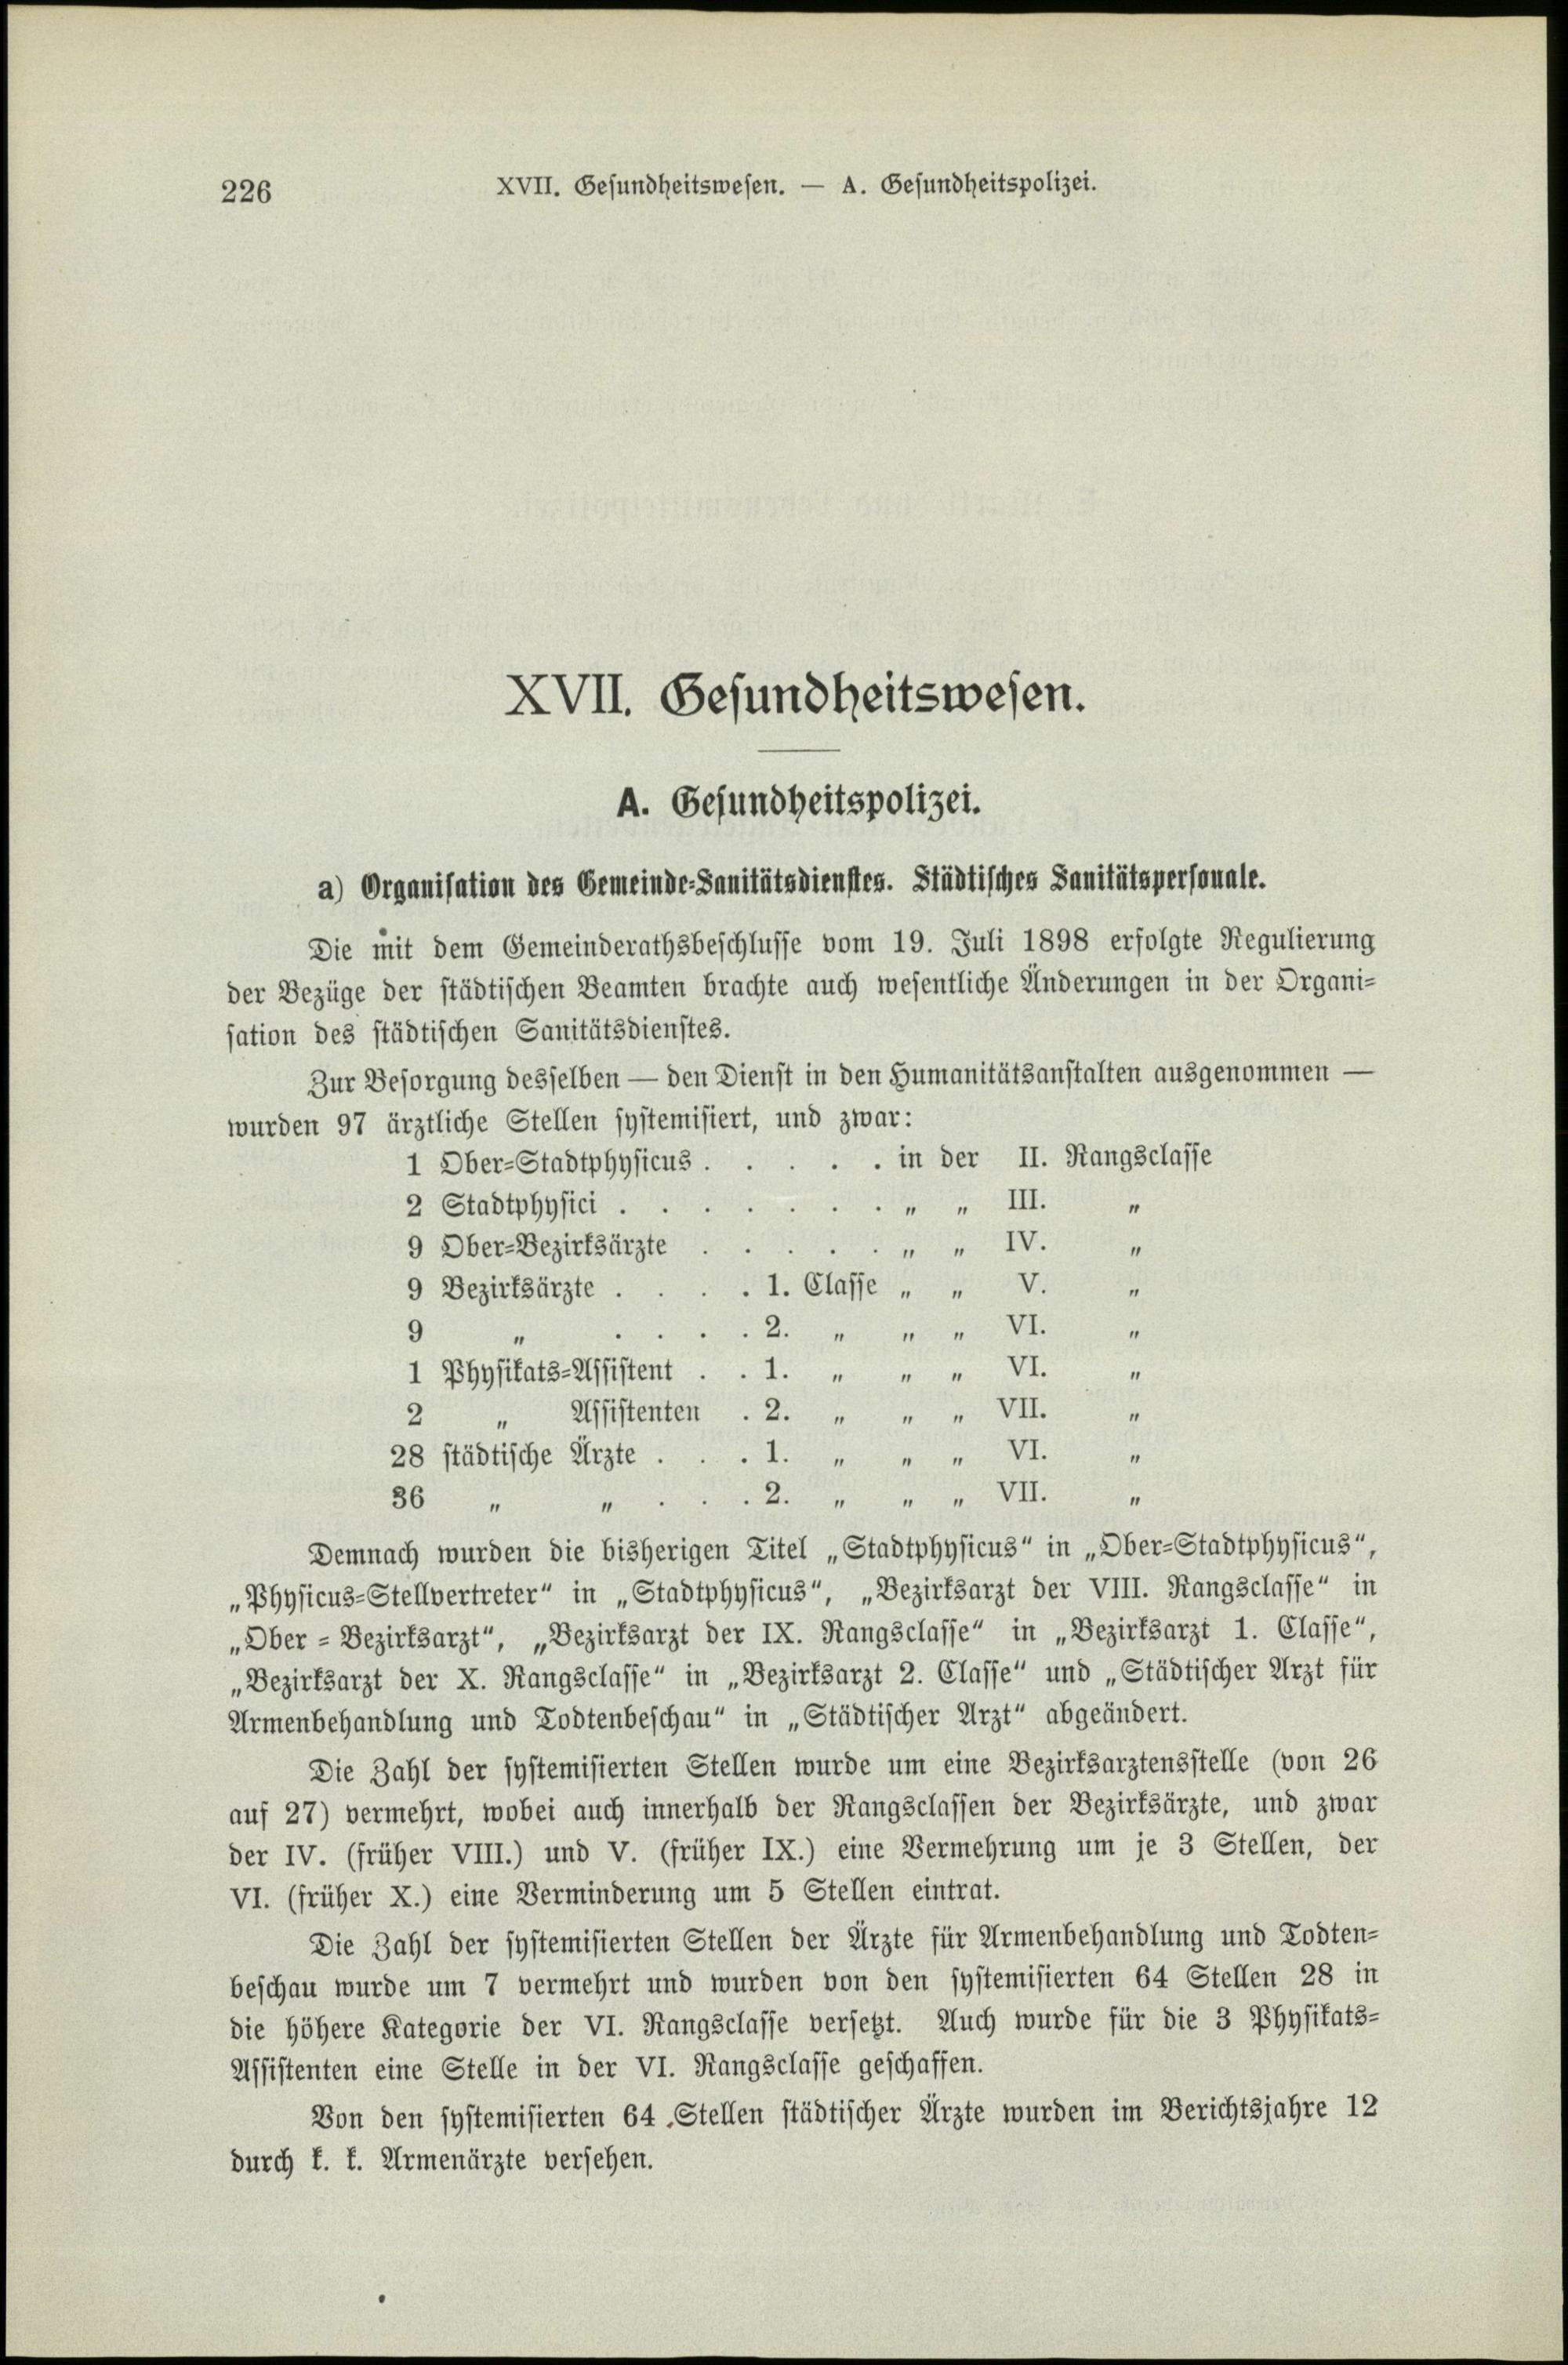 226
XVII. Gesundheitswesen. — A. Gesundheitspolizei.
XVII. Gesundheitswesen.
A. Gesundheitspolizei.
a) Organisation des Gemeinde-Sanitätsdienstes. Städtisches Sanitätspersonale.
Die mit dem Gemeinderathsbeschlusse vom 19. Juli 1898 erfolgte Regulierung
der Bezüge der städtischen Beamten brachte auch wesentliche Änderungen in der Organi-
sation des städtischen Sanitätsdienstes.
Zur Besorgung desselben — den Dienst in den Humanitätsanstalten ausgenommen —
wurden 97 ärztliche Stellen systemisiert, und zwar:
1 Ober-Stadtphysicus . . . . . in der II. Rangsclasse
2 Stadtphysici . . . . . . . „ „ III. „
9 Ober-Bezirksärzte . . . . . „ „ IV. „
9 Bezirksärzte . . . . 1. Classe „ „ V. „
9 „ . . . . 2. „ „ „ VI. „
1 Physikats-Assistent . . 1. „ „ „ VI. „
2 „ Assistenten . 2. „ „ „ VII. „
28 städtische Ärzte . . . 1. „ „ „ VI. „
36 „ „ . . . 2. „ „ „ VII. „
Demnach wurden die bisherigen Titel „Stadtphysicus“ in „Ober-Stadtphysicus“,
„Physicus-Stellvertreter“ in „Stadtphysicus“, „Bezirksarzt der VIII. Rangsclasse“ in
„Ober-Bezirksarzt“, „Bezirksarzt der IX. Rangsclasse“ in „Bezirksarzt 1. Classe“,
„Bezirksarzt der X. Rangsclasse“ in „Bezirksarzt 2. Classe“ und „Städtischer Arzt für
Armenbehandlung und Todtenbeschau“ in „Städtischer Arzt“ abgeändert.
Die Zahl der systemisierten Stellen wurde um eine Bezirksarztensstelle (von 26
auf 27) vermehrt, wobei auch innerhalb der Rangsclassen der Bezirksärzte, und zwar
der IV. (früher VIII.) und V. (früher IX.) eine Vermehrung um je 3 Stellen, der
VI. (früher X.) eine Verminderung um 5 Stellen eintrat.
Die Zahl der systemisierten Stellen der Ärzte für Armenbehandlung und Todten-
beschau wurde um 7 vermehrt und wurden von den systemisierten 64 Stellen 28 in
die höhere Kategorie der VI. Rangsclasse versetzt. Auch wurde für die 3 Physikats-
Assistenten eine Stelle in der VI. Rangsclasse geschaffen.
Von den systemisierten 64 Stellen städtischer Ärzte wurden im Berichtsjahre 12
durch k. k. Armenärzte versehen.